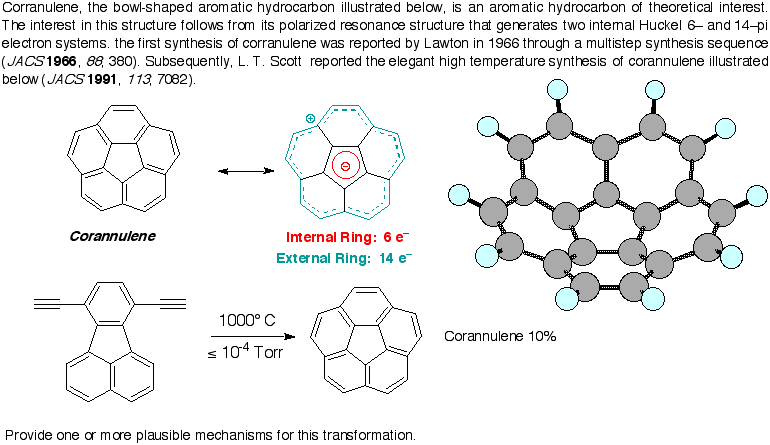 Corranulene, the bowl-shaped aromatic hydrocarbon illustrated below, is an aromatic hydrocarbon of theoretical interest.
The interest in this structure follows from its polarized resonance structure that generates two internal Huckel 6– and 14–pi
electron systems. the first synthesis of corranulene was reported by Lawton in 1966 through a multistep synthesis sequence
(JACS 1966, 88, 380). Subsequently, L. T. Scott reported the elegant high temperature synthesis of corannulene illustrated
below (JACS 1991, 113, 7082).
⊕
⊖
Corannulene
Internal Ring: 6 e–
External Ring: 14 e–
1000° C
≤ 10-4 Torr
Corannulene 10%
Provide one or more plausible mechanisms for this transformation.